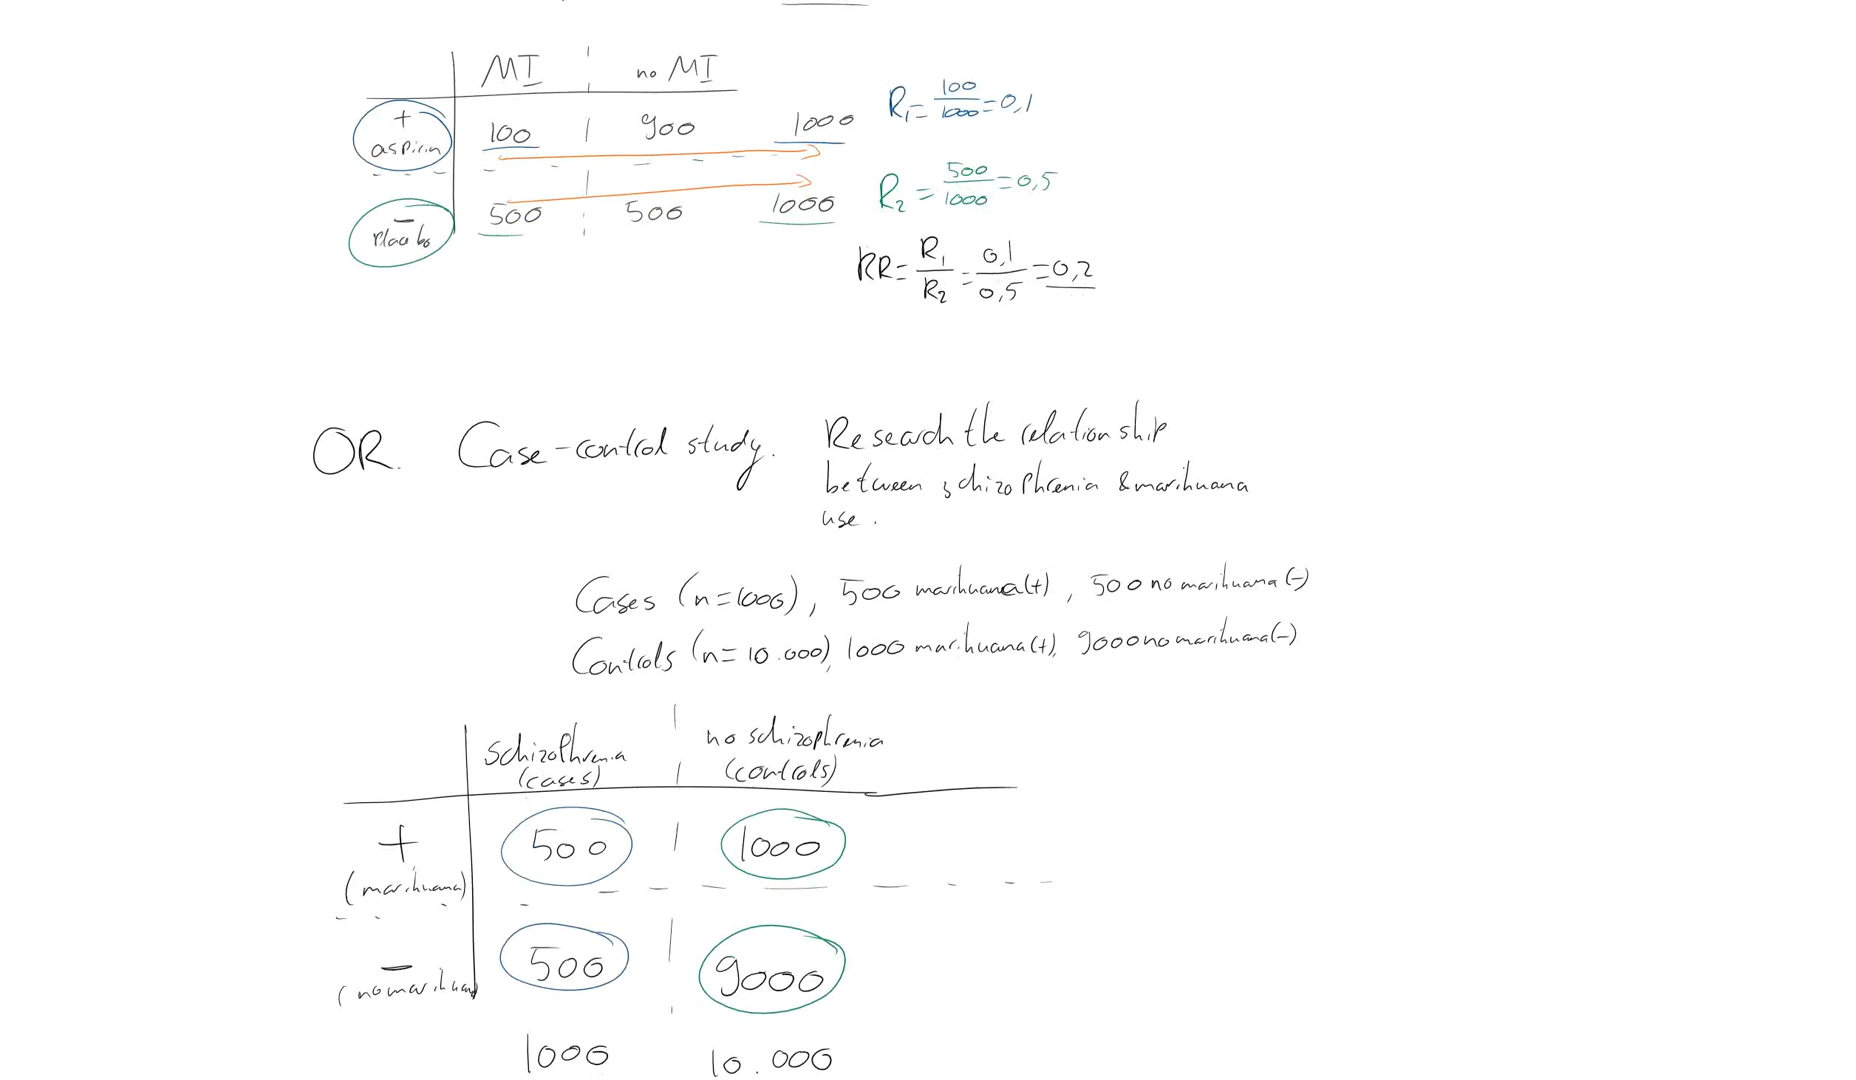 MI no MI
+ 100 900 1000 R₁ = 100/1000 = 0,1
aspirin
− 500 500 1000 R₂ = 500/1000 = 0,5
placebo
RR = R₁/R₂ = 0,1/0,5 = 0,2
OR. Case-control study. Research the relationship
between schizophrenia & marihuana
use.
Cases (n=1000), 500 marihuana(+), 500 no marihuana(-)
Controls (n=10.000), 1000 marihuana(+), 9000 no marihuana(-)
schizophrenia no schizophrenia
(cases) (controls)
+ 500 1000
(marihuana)
− 500 9000
(no marihuan
1000 10.000